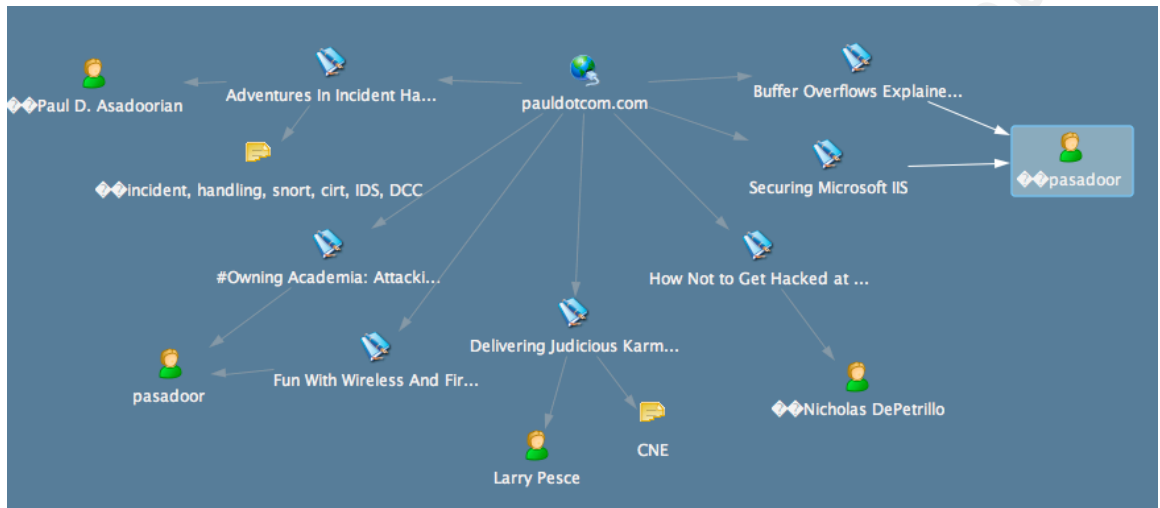 pauldotcom.com
Adventures In Incident Ha...
��Paul D. Asadoorian
��incident, handling, snort, cirt, IDS, DCC
Buffer Overflows Explaine...
Securing Microsoft IIS
��pasadoor
#Owning Academia: Attacki...
How Not to Get Hacked at ...
Delivering Judicious Karm...
Fun With Wireless And Fir...
pasadoor
��Nicholas DePetrillo
CNE
Larry Pesce